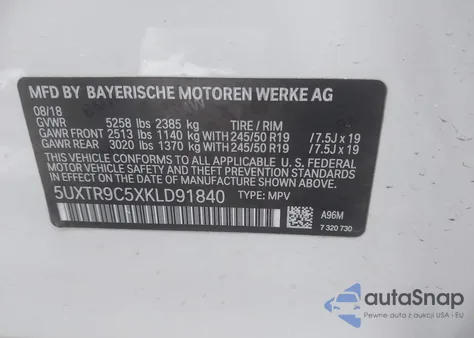 MFD BY BAYERISCHE MOTOREN WERKE AG
08/18
GVWR 5258 lbs 2385 kg TIRE / RIM
GAWR FRONT 2513 lbs 1140 kg WITH 245/50 R19 /7.5J x 19
GAWR REAR 3020 lbs 1370 kg WITH 245/50 R19 /7.5J x 19
THIS VEHICLE CONFORMS TO ALL APPLICABLE U. S. FEDERAL
MOTOR VEHICLE SAFETY, BUMPER, AND THEFT PREVENTION
STANDARDS IN EFFECT ON THE DATE OF MANUFACTURE
SHOWN ABOVE.
5UXTR9C5XKLD91840 TYPE: MPV
A96M
7 320 730
autoSnap
Pewne auta z aukcji USA - EU